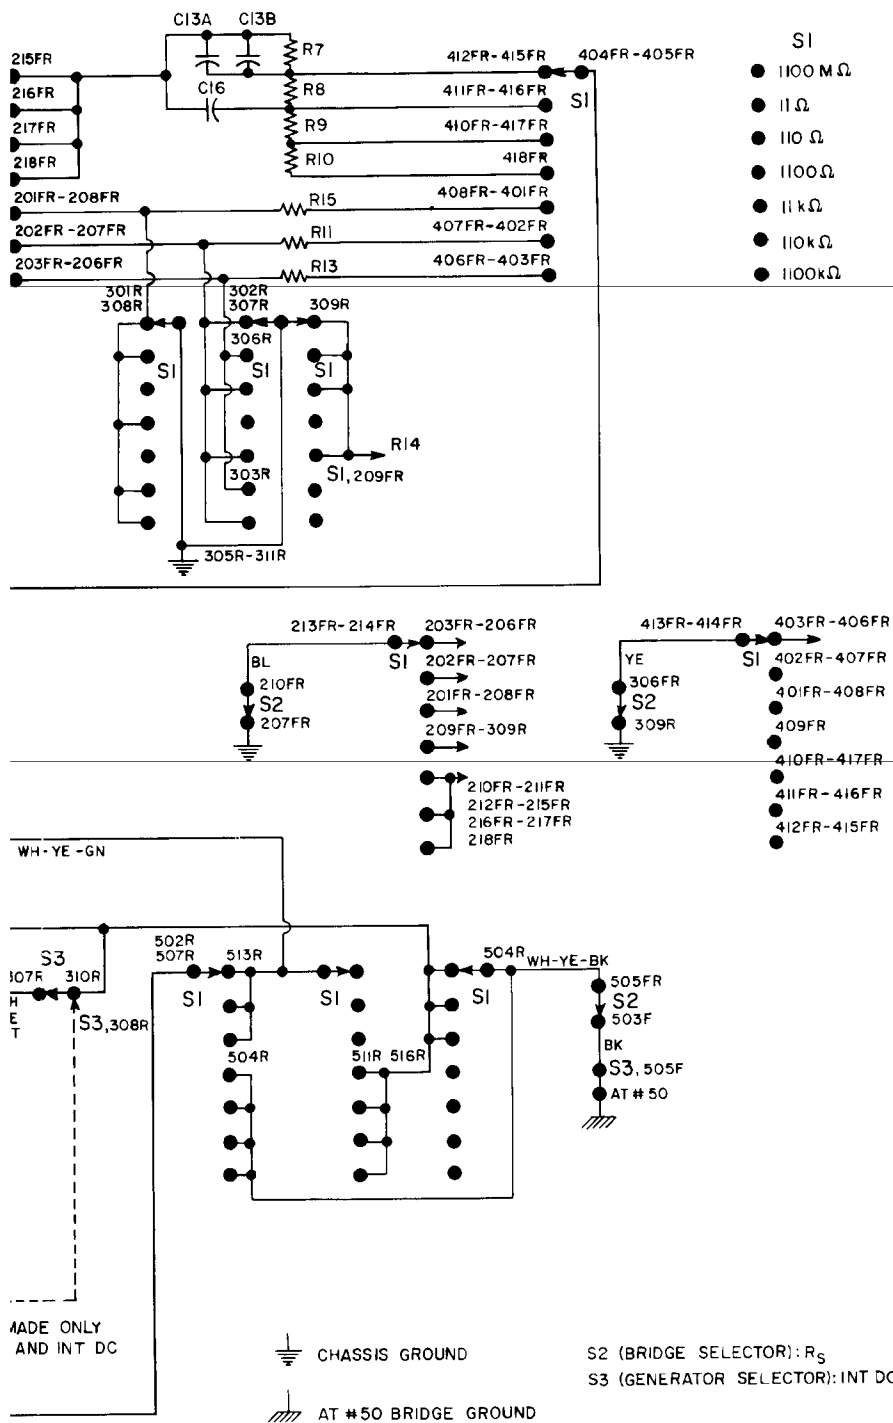 C13A C13B
S1
215FR
R7
412FR-415FR
404FR-405FR
1100 MΩ
216FR
C16
R8
411FR-416FR
S1
11Ω
217FR
R9
410FR-417FR
110 Ω
218FR
R10
418FR
1100Ω
201FR-208FR
R15
408FR-401FR
11kΩ
202FR-207FR
R11
407FR-402FR
110kΩ
203FR-206FR
R13
406FR-403FR
1100kΩ
301R
308R
302R
307R
309R
306R
S1
S1
S1
R14
303R
S1, 209FR
305R-311R
213FR-214FR
203FR-206FR
413FR-414FR
403FR-406FR
BL
S1
202FR-207FR
YE
S1
402FR-407FR
210FR
S2
207FR
201FR-208FR
306FR
S2
309R
401FR-408FR
209FR-309R
409FR
410FR-417FR
210FR-211FR
212FR-215FR
216FR-217FR
218FR
411FR-416FR
412FR-415FR
WH-YE-GN
502R
507R
513R
504R
WH-YE-BK
S3
307R
310R
S1
S1
S1
505FR
S2
503F
H
E
T
S3,308R
504R
511R
516R
BK
S3, 505F
AT #50
MADE ONLY
AND INT DC
CHASSIS GROUND
S2 (BRIDGE SELECTOR): RS
S3 (GENERATOR SELECTOR): INT DC
AT #50 BRIDGE GROUND